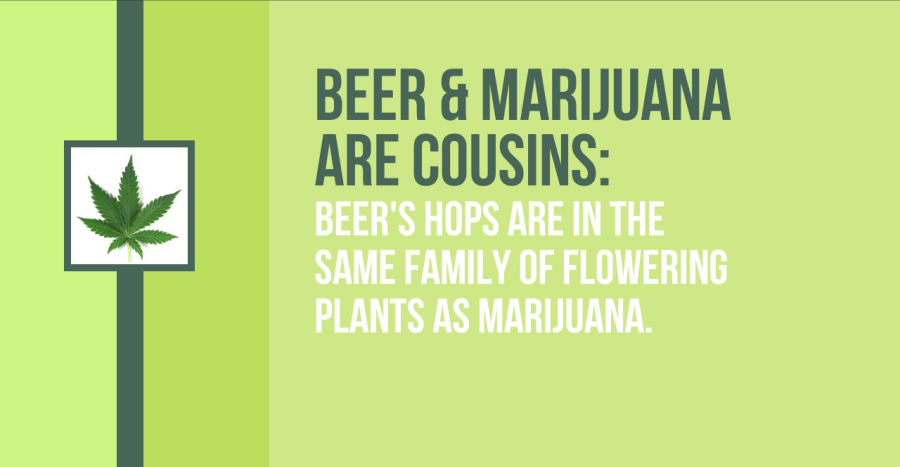 BEER & MARIJUANA
ARE COUSINS:
BEER'S HOPS ARE IN THE
SAME FAMILY OF FLOWERING
PLANTS AS MARIJUANA.